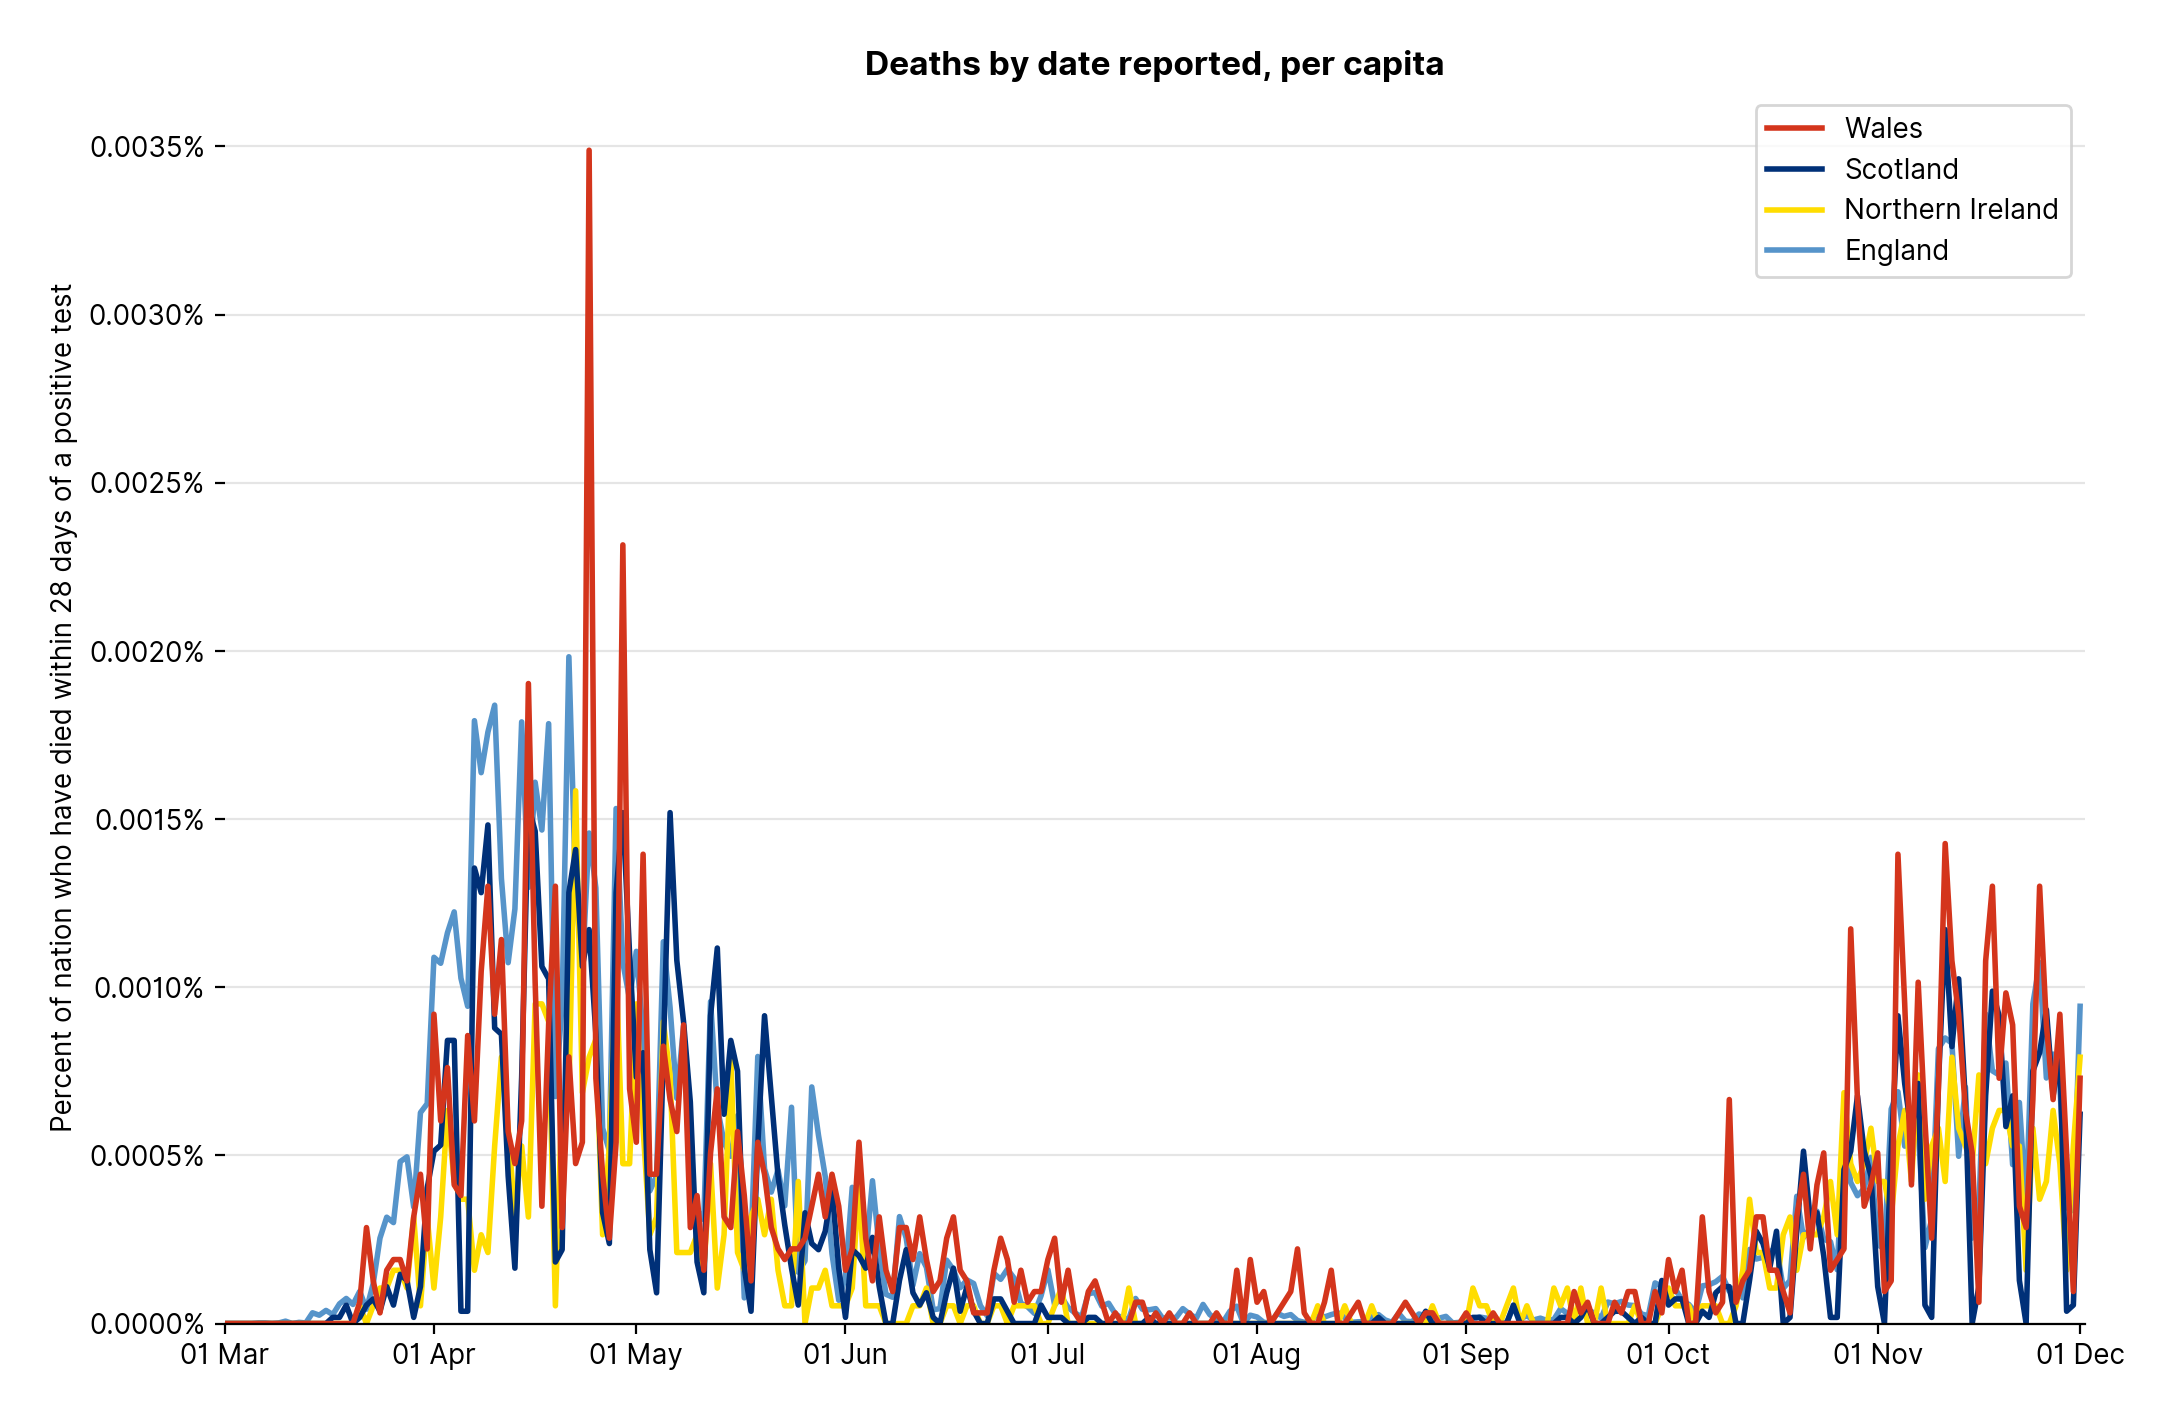 Deaths by date reported, per capita
Wales
Scotland
Northern Ireland
England
Percent of nation who have died within 28 days of a positive test
0.0035%
0.0030%
0.0025%
0.0020%
0.0015%
0.0010%
0.0005%
0.0000%
01 Mar 01 Apr 01 May 01 Jun 01 Jul 01 Aug 01 Sep 01 Oct 01 Nov 01 Dec